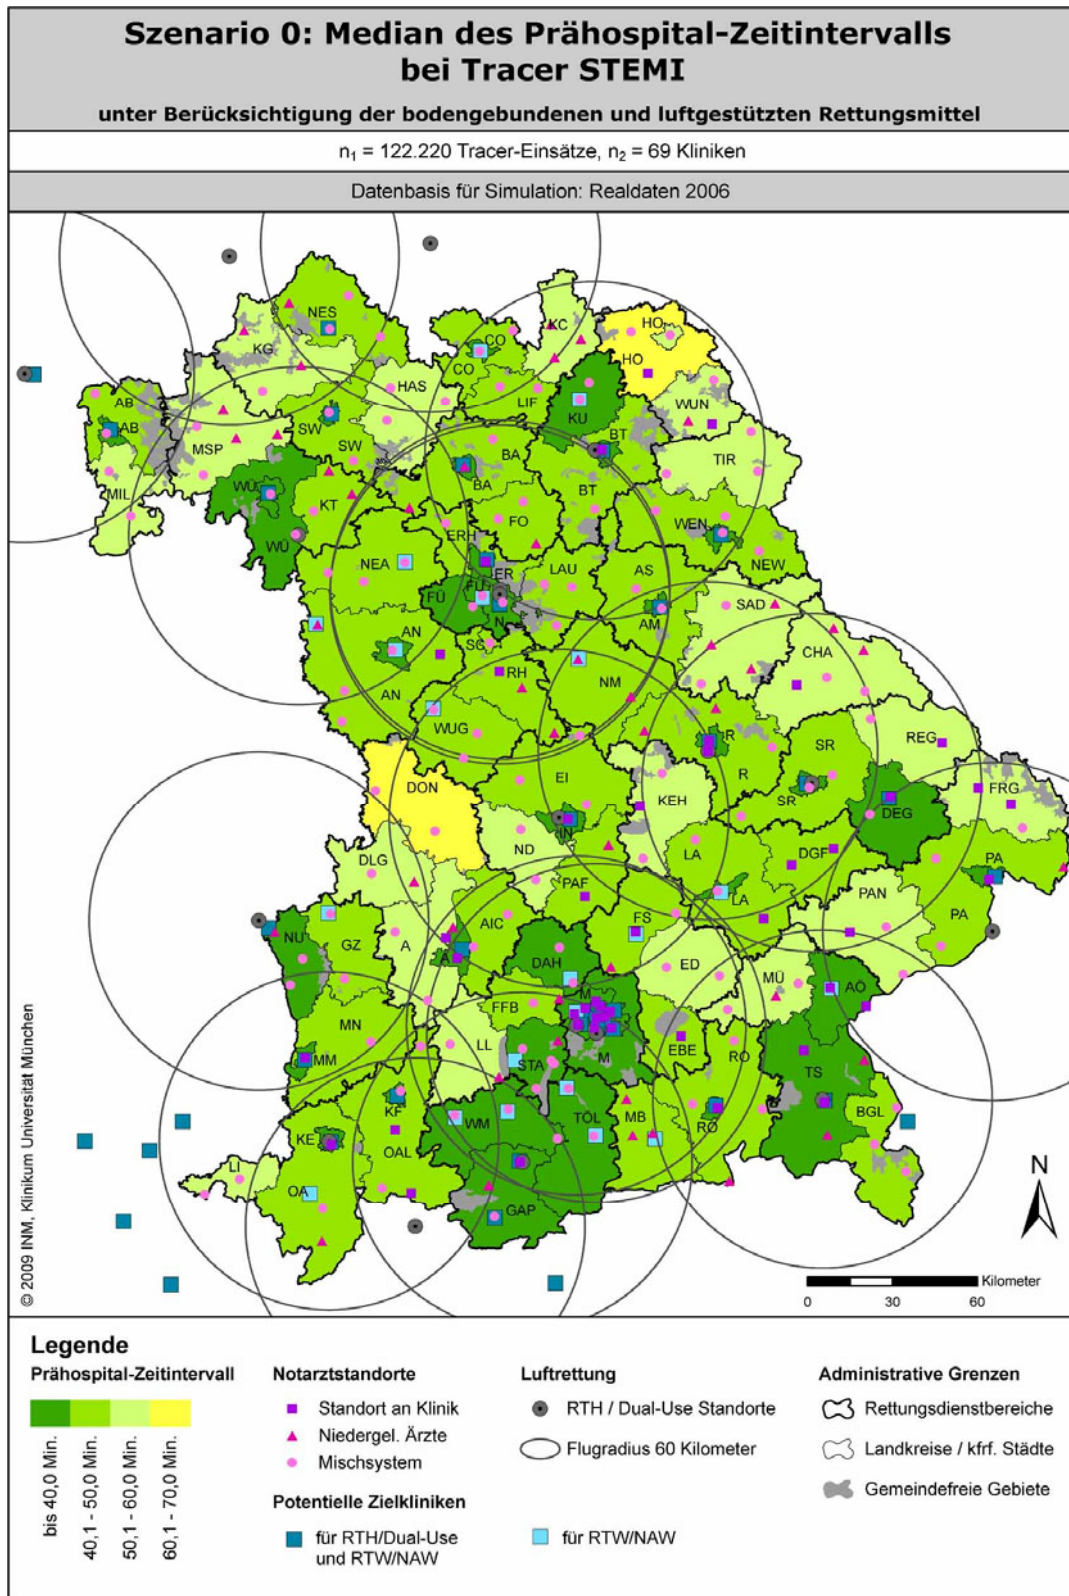 Szenario 0: Median des Prähospital-Zeitintervalls
bei Tracer STEMI
unter Berücksichtigung der bodengebundenen und luftgestützten Rettungsmittel
n₁ = 122.220 Tracer-Einsätze, n₂ = 69 Kliniken
Datenbasis für Simulation: Realdaten 2006
NES
KG
CO
CO
KC
HO
HO
HAS
LIF
KU
WUN
AB
AB
MSP
SW
SW
BA
BA
BT
BT
TIR
MIL
WÜ
WÜ
KT
FO
WEN
NEW
ERH
ER
NEA
LAU
AS
FÜ
FÜ
N
AM
SAD
AN
AN
SC
RH
NM
CHA
WUG
R
R
SR
SR
REG
DON
EI
IN
KEH
DEG
FRG
ND
LA
LA
DGF
PA
PA
DLG
PAF
PAN
NU
GZ
A
A
AIC
FS
DAH
ED
MÜ
AÖ
MN
FFB
M
M
MM
LL
STA
EBE
RO
RO
TS
KF
WM
TÖL
MB
BGL
KE
OAL
LI
OA
GAP
N
Kilometer
0 30 60
© 2009 INM, Klinikum Universität München
Legende
Prähospital-Zeitintervall
bis 40,0 Min.
40,1 - 50,0 Min.
50,1 - 60,0 Min.
60,1 - 70,0 Min.
Notarztstandorte
Standort an Klinik
Niedergel. Ärzte
Mischsystem
Potentielle Zielkliniken
für RTH/Dual-Use
und RTW/NAW
für RTW/NAW
Luftrettung
RTH / Dual-Use Standorte
Flugradius 60 Kilometer
Administrative Grenzen
Rettungsdienstbereiche
Landkreise / kfrf. Städte
Gemeindefreie Gebiete